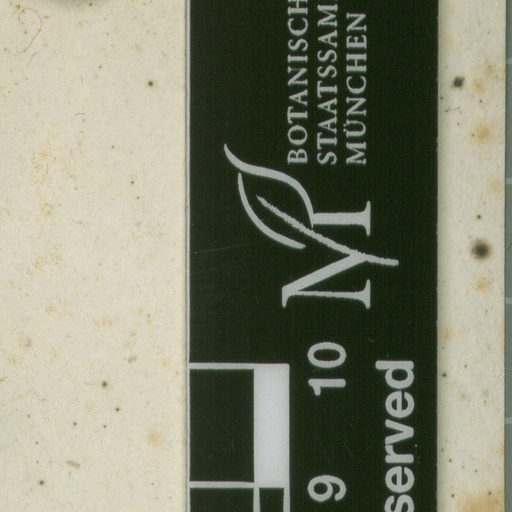 BOTANISCH
STAATSSAM
MÜNCHEN
M
9 10
served